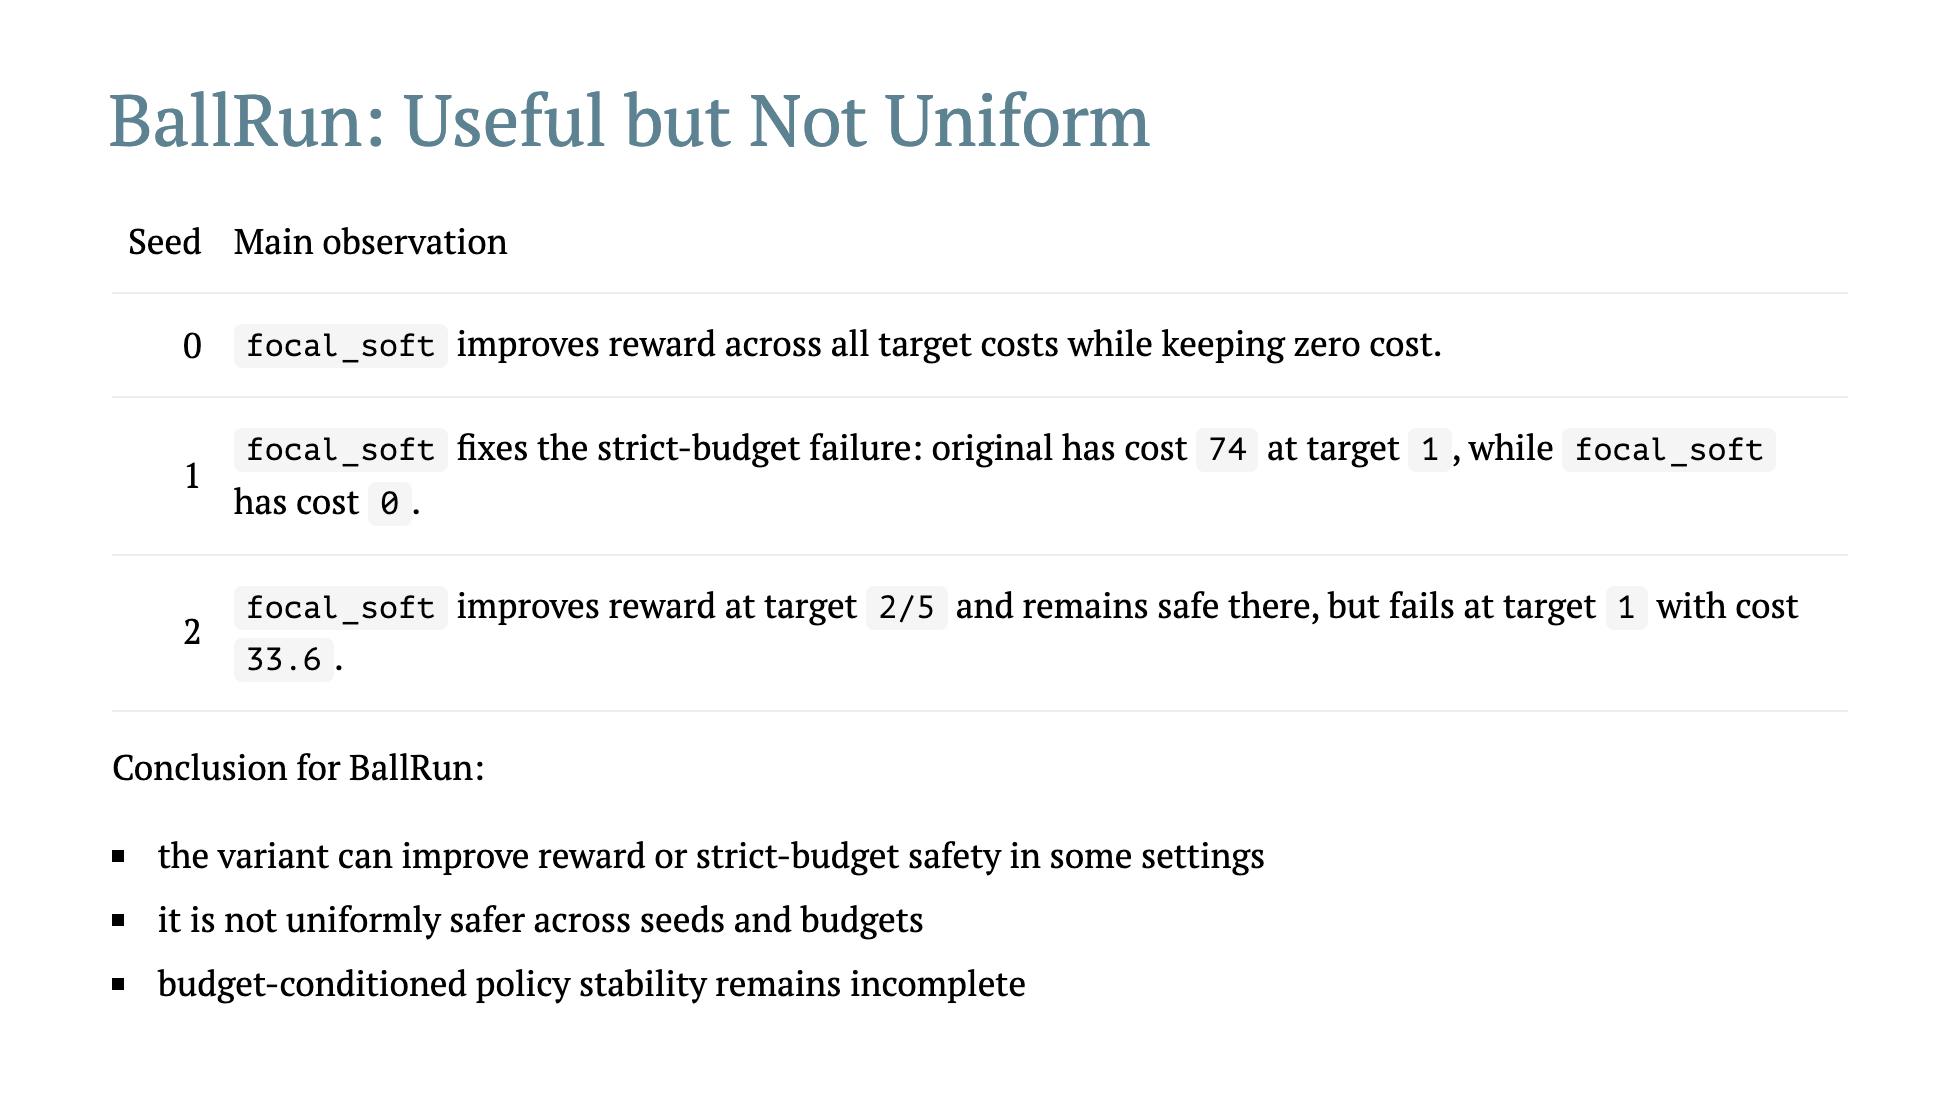 BallRun: Useful but Not Uniform
Seed Main observation
0 focal_soft improves reward across all target costs while keeping zero cost.
1 focal_soft fixes the strict-budget failure: original has cost 74 at target 1, while focal_soft
has cost 0.
2 focal_soft improves reward at target 2/5 and remains safe there, but fails at target 1 with cost
33.6.
Conclusion for BallRun:
▪ the variant can improve reward or strict-budget safety in some settings
▪ it is not uniformly safer across seeds and budgets
▪ budget-conditioned policy stability remains incomplete